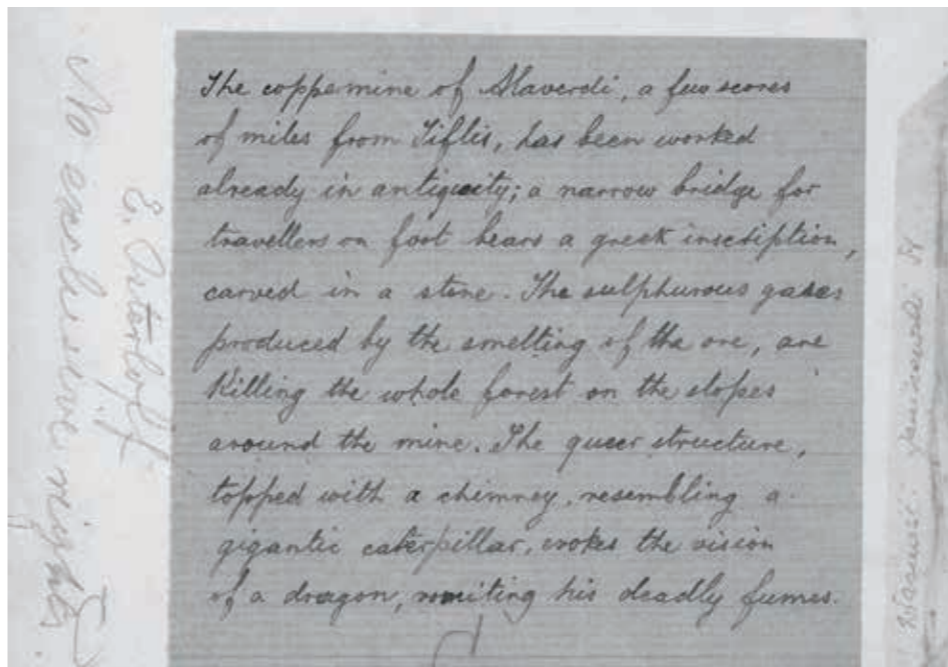 The coppermine of Alaverdi, a few scores
of miles from Tiflis, has been worked
already in antiquity; a narrow bridge for
travellers on foot bears a greek inscription,
carved in a stone. The sulphurous gases
produced by the smelting of the ore, are
Killing the whole forest on the slopes
around the mine. The queer structure,
topped with a chimney, resembling a
gigantic caterpillar, evokes the vision
of a dragon, vomiting his deadly fumes.
No exclusive rights.
E.